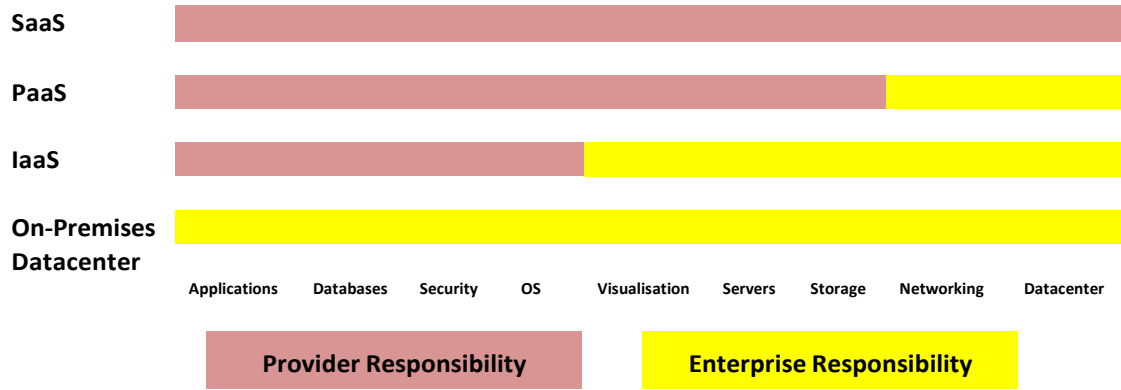 SaaS
PaaS
IaaS
On-Premises
Datacenter
Applications Databases Security OS Visualisation Servers Storage Networking Datacenter
Provider Responsibility Enterprise Responsibility